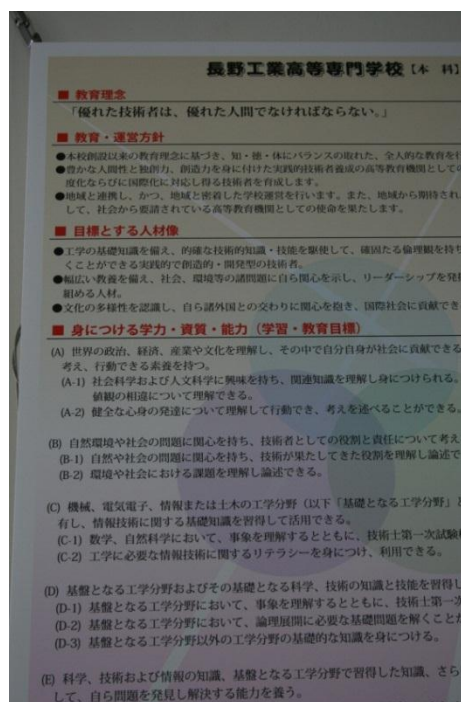 長野工業高等専門学校 [本 科]
■ 教育理念
「優れた技術者は、優れた人間でなければならない。」
■ 教育・運営方針
●本校創設以来の教育理念に基づき、知・徳・体にバランスの取れた、全人的な教育を行
●豊かな人間性と独創力、創造力を身に付けた実践的技術者養成の高等教育機関としての
度化ならびに国際化に対応し得る技術者を育成します。
●地域と連携し、かつ、地域と密着した学校運営を行います。また、地域から期待され
して、社会から要請されている高等教育機関としての使命を果たします。
■ 目標とする人材像
●工学の基礎知識を備え、的確な技術的知識・技能を駆使して、確固たる倫理観を持ち
くことができる実践的で創造的・開発型の技術者。
●幅広い教養を備え、社会、環境等の諸問題に自ら関心を示し、リーダーシップを発
組める人材。
●文化の多様性を認識し、自ら諸外国との交わりに関心を抱き、国際社会に貢献でき
■ 身につける学力・資質・能力（学習・教育目標）
(A) 世界の政治、経済、産業や文化を理解し、その中で自分自身が社会に貢献できる
考え、行動できる素養を持つ。
(A-1) 社会科学および人文科学に興味を持ち、関連知識を理解し身につけられる。
値観の相違について理解できる。
(A-2) 健全な心身の発達について理解して行動でき、考えを述べることができる。
(B) 自然環境や社会の問題に関心を持ち、技術者としての役割と責任について考え
(B-1) 自然や社会の問題に関心を持ち、技術が果たしてきた役割を理解し論述で
(B-2) 環境や社会における課題を理解し論述できる。
(C) 機械、電気電子、情報または土木の工学分野（以下「基礎となる工学分野」
有し、情報技術に関する基礎知識を習得して活用できる。
(C-1) 数学、自然科学において、事象を理解するとともに、技術士第一次試験
(C-2) 工学に必要な情報技術に関するリテラシーを身につけ、利用できる。
(D) 基盤となる工学分野およびその基礎となる科学、技術の知識と技能を習得し
(D-1) 基盤となる工学分野において、事象を理解するとともに、技術士第一次
(D-2) 基盤となる工学分野において、論理展開に必要な基礎問題を解くことが
(D-3) 基盤となる工学分野以外の工学分野の基礎的な知識を身につける。
(E) 科学、技術および情報の知識、基盤となる工学分野で習得した知識、さら
して、自ら問題を発見し解決する能力を養う。